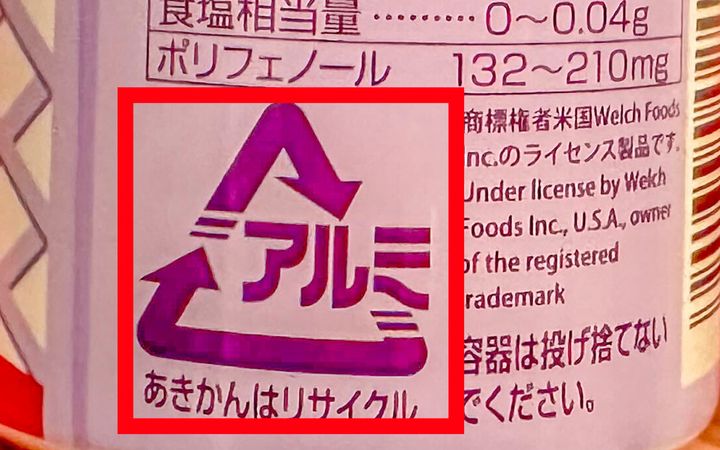 食塩相当量 ········· 0～0.04g
ポリフェノール 132～210mg
アルミ
あきかんはリサイクル
商標権者米国Welch Foods
Inc.のライセンス製品です。
Under license by Welch
Foods Inc., U.S.A., owner
of the registered
trademark
容器は投げ捨てない
でください。